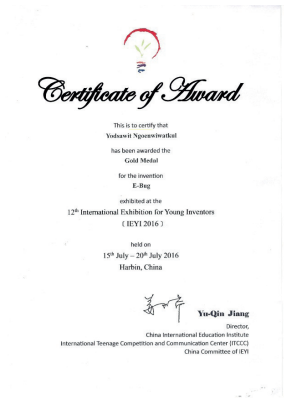 Certificate of Award
This is to certify that
Yodsawit Ngoenwiwatkul
has been awarded the
Gold Medal
for the invention
E-Bug
exhibited at the
12th International Exhibition for Young Inventors
( IEYI 2016 )
held on
15th July – 20th July 2016
Harbin, China
Yu-Qin Jiang
Director,
China International Education Institute
International Teenage Competition and Communication Center (ITCCC)
China Committee of IEYI